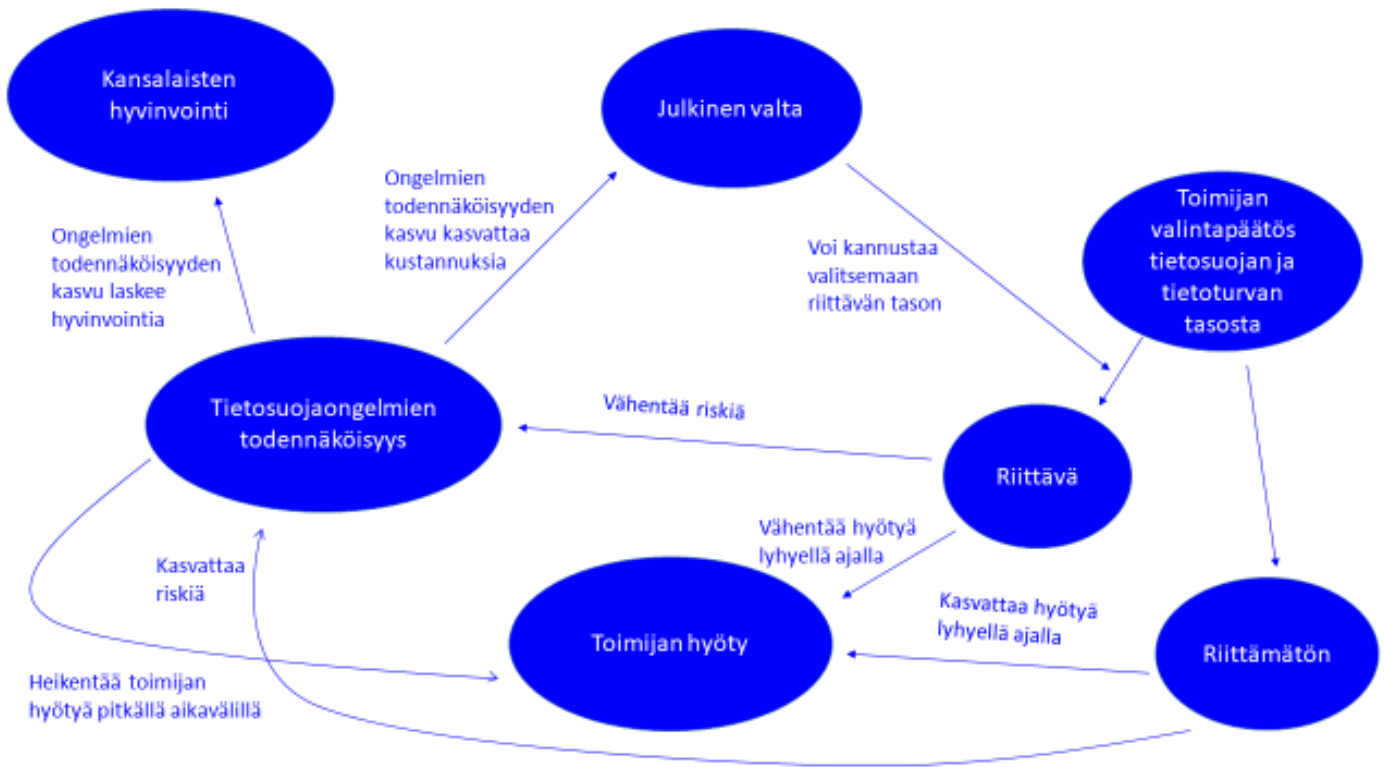 Kansalaisten
hyvinvointi
Julkinen valta
Toimijan
valintapäätös
tietosuojan ja
tietoturvan
tasosta
Ongelmien
todennäköisyyden
kasvu laskee
hyvinvointia
Ongelmien
todennäköisyyden
kasvu kasvattaa
kustannuksia
Voi kannustaa
valitsemaan
riittävän tason
Tietosuojaongelmien
todennäköisyys
Vähentää riskiä
Riittävä
Kasvattaa
riskiä
Vähentää hyötyä
lyhyellä ajalla
Toimijan hyöty
Kasvattaa hyötyä
lyhyellä ajalla
Riittämätön
Heikentää toimijan
hyötyä pitkällä aikavälillä